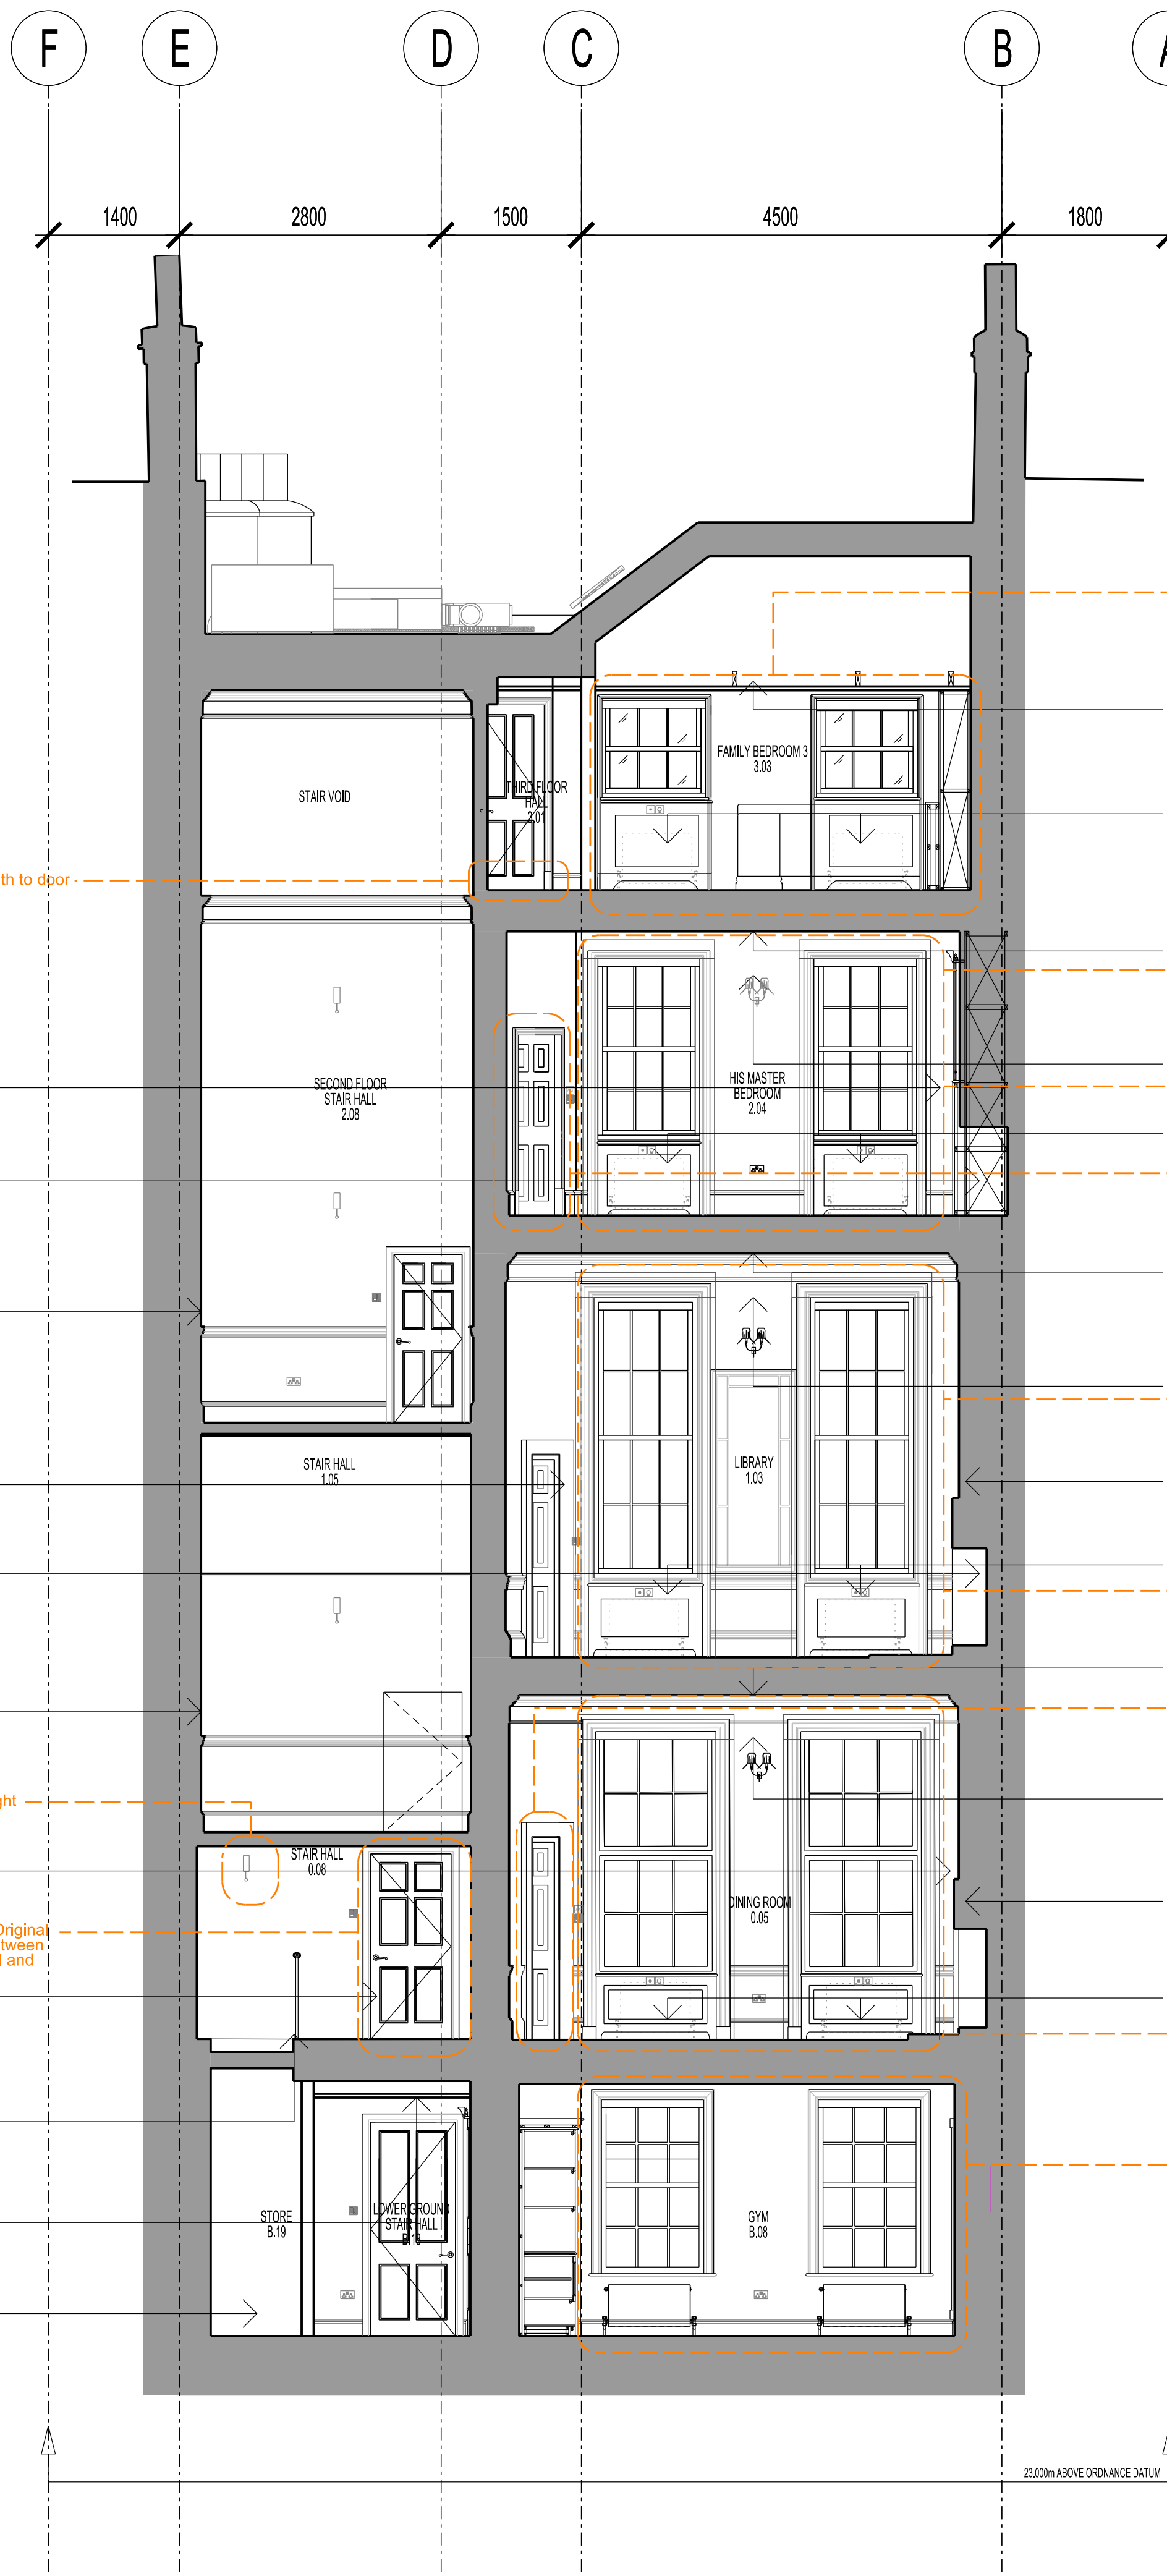 F
E
D
C
B
A
1400
2800
1500
4500
1800
FAMILY BEDROOM 3
3.03
THIRD FLOOR
HALL
3.01
STAIR VOID
th to door
SECOND FLOOR
STAIR HALL
2.08
HIS MASTER
BEDROOM
2.04
STAIR HALL
1.05
LIBRARY
1.03
ght
STAIR HALL
0.08
DINING ROOM
0.05
Original
tween
l and
STORE
B.19
LOWER GROUND
STAIR HALL
B.18
GYM
B.08
23.000m ABOVE ORDNANCE DATUM